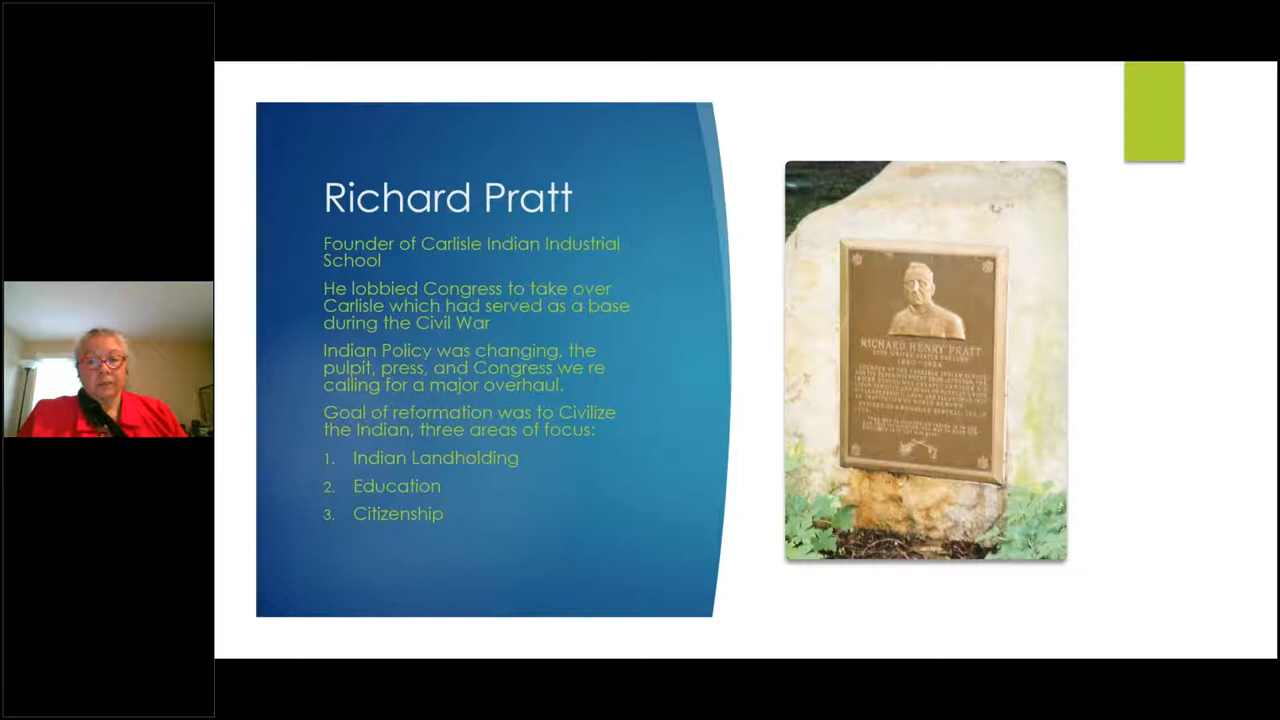 Richard Pratt
Founder of Carlisle Indian Industrial
School
He lobbied Congress to take over
Carlisle which had served as a base
during the Civil War
Indian Policy was changing, the
pulpit, press, and Congress we re
calling for a major overhaul.
Goal of reformation was to Civilize
the Indian, three areas of focus:
1. Indian Landholding
2. Education
3. Citizenship
RICHARD HENRY PRATT